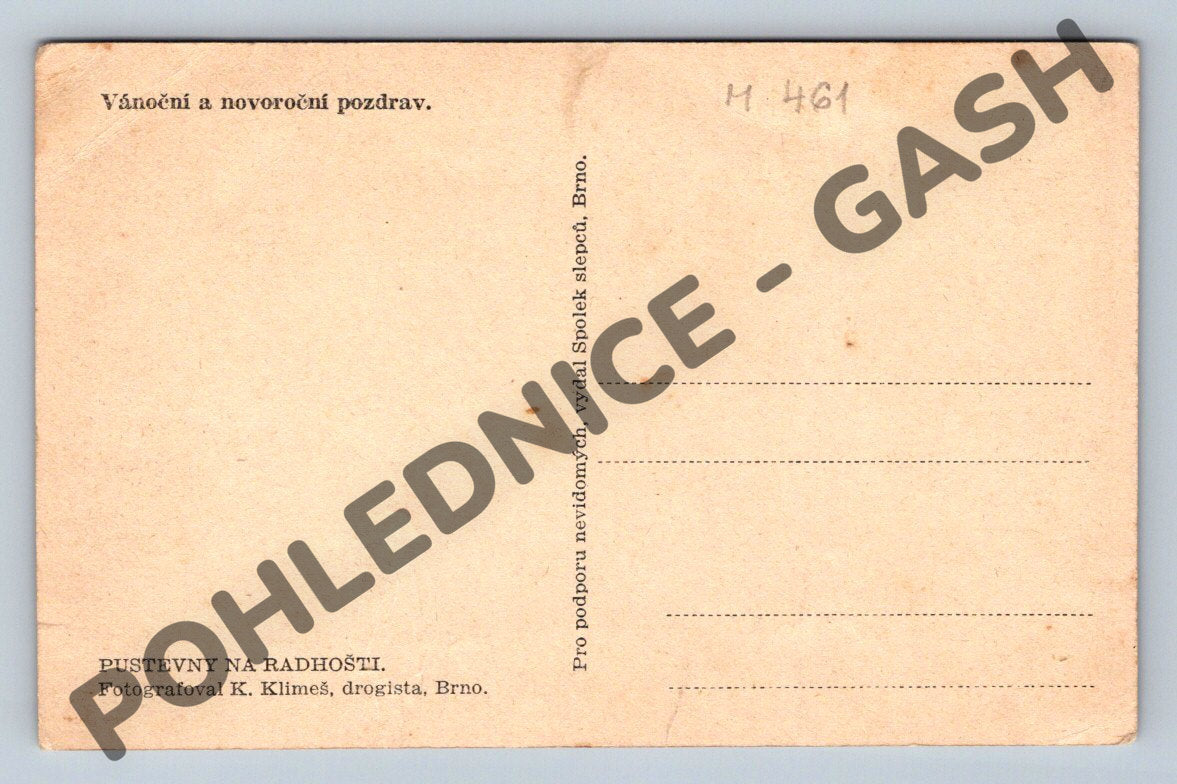 Vánoční a novoroční pozdrav.
M 461
Pro podporu nevidomých, vydal Spolek slepců, Brno.
PUSTEVNY NA RADHOŠTI.
Fotografoval K. Klimeš, drogista, Brno.
POHLEDNICE - GASH